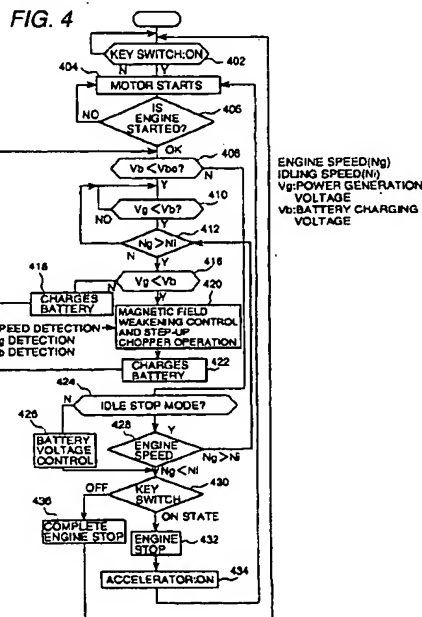 FIG. 4
KEY SWITCH:ON
402
N
Y
404
MOTOR STARTS
IS
ENGINE
STARTED?
406
NO
OK
408
Vb<Vbo?
N
Y
410
Vg<Vb?
NO
Y
412
Ng>Ni
N
Y
416
Vg<Vb
N
Y
418
CHARGES
BATTERY
420
MAGNETIC FIELD
WEAKENING CONTROL
AND STEP-UP
CHOPPER OPERATION
PEED DETECTION
g DETECTION
b DETECTION
CHARGES
BATTERY
422
424
IDLE STOP MODE?
N
Y
426
BATTERY
VOLTAGE
CONTROL
428
ENGINE
SPEED
Ng>Ni
Ng<Ni
430
KEY
SWITCH
OFF
ON STATE
436
COMPLETE
ENGINE STOP
ENGINE
STOP
432
ACCELERATOR:ON
434
ENGINE SPEED(Ng)
IDLING SPEED(Ni)
Vg:POWER GENERATION
VOLTAGE
Vb:BATTERY CHARGING
VOLTAGE